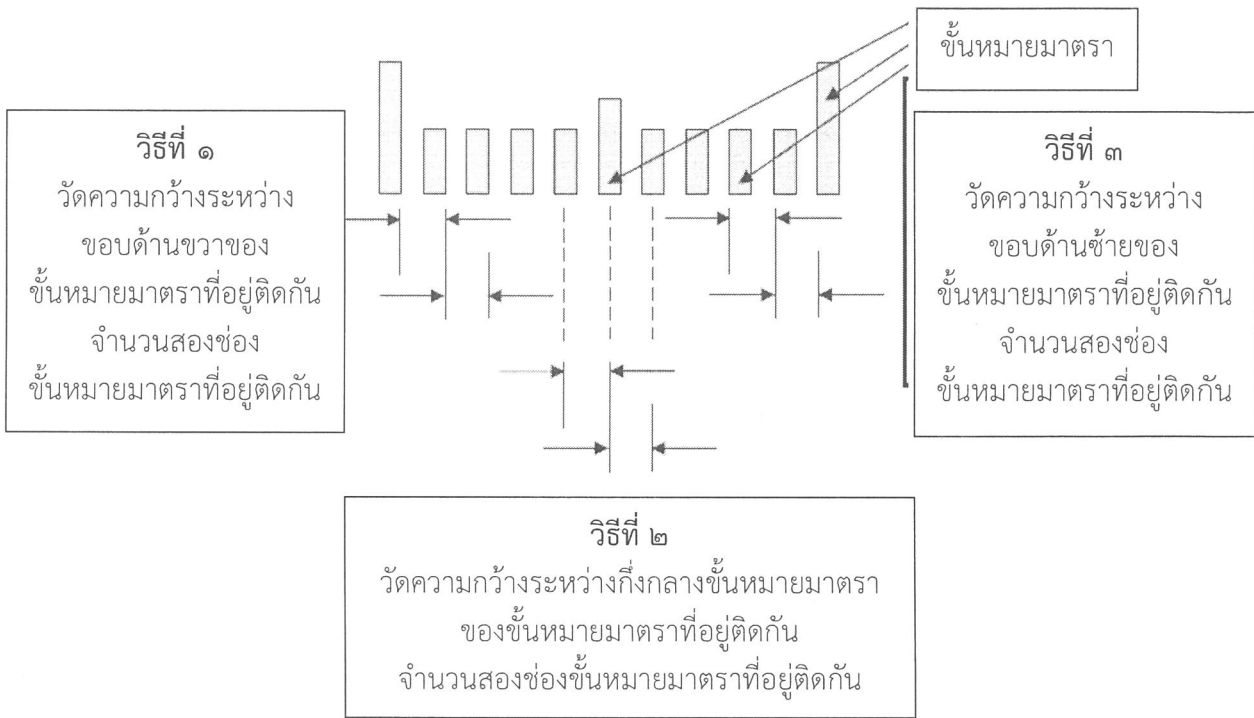 ขั้นหมายมาตรา
วิธีที่ ๑
วัดความกว้างระหว่าง
ขอบด้านขวาของ
ขั้นหมายมาตราที่อยู่ติดกัน
จำนวนสองช่อง
ขั้นหมายมาตราที่อยู่ติดกัน
วิธีที่ ๓
วัดความกว้างระหว่าง
ขอบด้านซ้ายของ
ขั้นหมายมาตราที่อยู่ติดกัน
จำนวนสองช่อง
ขั้นหมายมาตราที่อยู่ติดกัน
วิธีที่ ๒
วัดความกว้างระหว่างกึ่งกลางขั้นหมายมาตรา
ของขั้นหมายมาตราที่อยู่ติดกัน
จำนวนสองช่องขั้นหมายมาตราที่อยู่ติดกัน